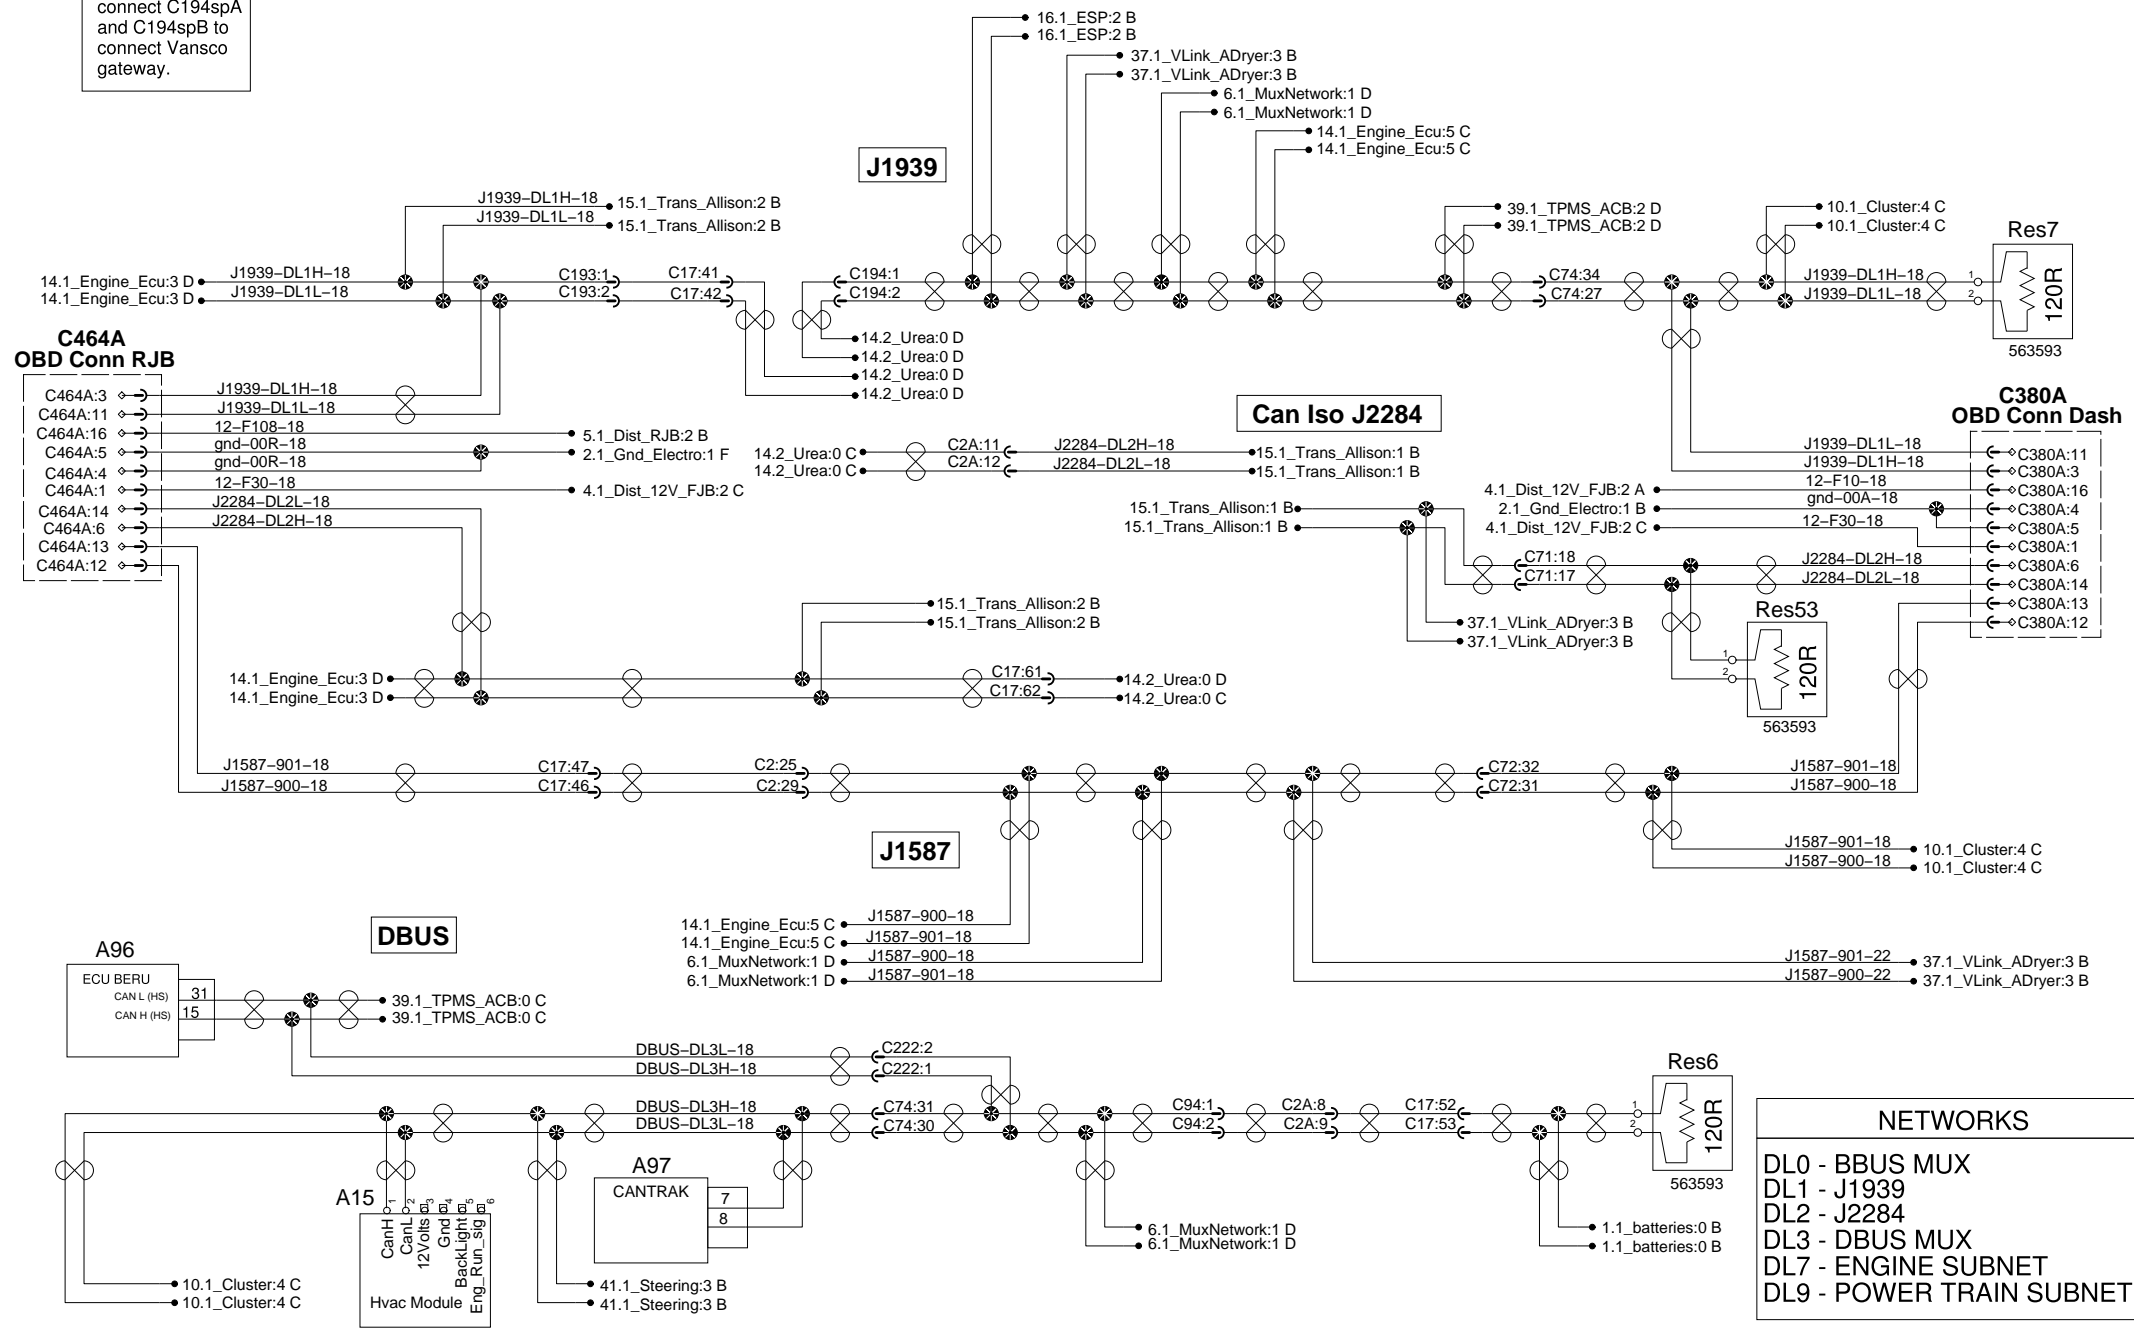 connect C194spA
and C194spB to
connect Vansco
gateway.
16.1_ESP:2 B
16.1_ESP:2 B
37.1_VLink_ADryer:3 B
37.1_VLink_ADryer:3 B
6.1_MuxNetwork:1 D
6.1_MuxNetwork:1 D
14.1_Engine_Ecu:5 C
14.1_Engine_Ecu:5 C
J1939
J1939–DL1H–18
15.1_Trans_Allison:2 B
J1939–DL1L–18
15.1_Trans_Allison:2 B
39.1_TPMS_ACB:2 D
39.1_TPMS_ACB:2 D
10.1_Cluster:4 C
10.1_Cluster:4 C
Res7
14.1_Engine_Ecu:3 D
J1939–DL1H–18
C193:1
C17:41
C194:1
C74:34
J1939–DL1H–18
1
14.1_Engine_Ecu:3 D
J1939–DL1L–18
C193:2
C17:42
C194:2
C74:27
J1939–DL1L–18
2
120R
563593
14.2_Urea:0 D
14.2_Urea:0 D
14.2_Urea:0 D
14.2_Urea:0 D
C464A
OBD Conn RJB
C464A:3
J1939–DL1H–18
C464A:11
J1939–DL1L–18
C464A:16
12–F108–18
5.1_Dist_RJB:2 B
C464A:5
gnd–00R–18
2.1_Gnd_Electro:1 F
C464A:4
gnd–00R–18
C464A:1
12–F30–18
4.1_Dist_12V_FJB:2 C
C464A:14
J2284–DL2L–18
C464A:6
J2284–DL2H–18
C464A:13
C464A:12
Can Iso J2284
14.2_Urea:0 C
C2A:11
J2284–DL2H–18
15.1_Trans_Allison:1 B
14.2_Urea:0 C
C2A:12
J2284–DL2L–18
15.1_Trans_Allison:1 B
C380A
OBD Conn Dash
J1939–DL1L–18
C380A:11
J1939–DL1H–18
C380A:3
4.1_Dist_12V_FJB:2 A
12–F10–18
C380A:16
2.1_Gnd_Electro:1 B
gnd–00A–18
C380A:4
4.1_Dist_12V_FJB:2 C
12–F30–18
C380A:5
C380A:1
15.1_Trans_Allison:1 B
15.1_Trans_Allison:1 B
C71:18
J2284–DL2H–18
C380A:6
C71:17
J2284–DL2L–18
C380A:14
C380A:13
C380A:12
Res53
1
2
120R
563593
37.1_VLink_ADryer:3 B
37.1_VLink_ADryer:3 B
15.1_Trans_Allison:2 B
15.1_Trans_Allison:2 B
14.1_Engine_Ecu:3 D
C17:61
14.2_Urea:0 D
14.1_Engine_Ecu:3 D
C17:62
14.2_Urea:0 C
J1587–901–18
C17:47
C2:25
C72:32
J1587–901–18
J1587–900–18
C17:46
C2:29
C72:31
J1587–900–18
J1587
J1587–901–18
10.1_Cluster:4 C
J1587–900–18
10.1_Cluster:4 C
14.1_Engine_Ecu:5 C
J1587–900–18
14.1_Engine_Ecu:5 C
J1587–901–18
6.1_MuxNetwork:1 D
J1587–900–18
6.1_MuxNetwork:1 D
J1587–901–18
J1587–901–22
37.1_VLink_ADryer:3 B
J1587–900–22
37.1_VLink_ADryer:3 B
DBUS
A96
ECU BERU
CAN L (HS)
31
CAN H (HS)
15
39.1_TPMS_ACB:0 C
39.1_TPMS_ACB:0 C
DBUS–DL3L–18
C222:2
DBUS–DL3H–18
C222:1
DBUS–DL3H–18
C74:31
C94:1
C2A:8
C17:52
DBUS–DL3L–18
C74:30
C94:2
C2A:9
C17:53
Res6
1
2
120R
563593
A97
CANTRAK
7
8
A15
1
2
3
4
5
6
CanH
CanL
12Volts
Gnd
BackLight
Eng_Run_sig
Hvac Module
10.1_Cluster:4 C
10.1_Cluster:4 C
41.1_Steering:3 B
41.1_Steering:3 B
6.1_MuxNetwork:1 D
6.1_MuxNetwork:1 D
1.1_batteries:0 B
1.1_batteries:0 B
NETWORKS
DL0 - BBUS MUX
DL1 - J1939
DL2 - J2284
DL3 - DBUS MUX
DL7 - ENGINE SUBNET
DL9 - POWER TRAIN SUBNET